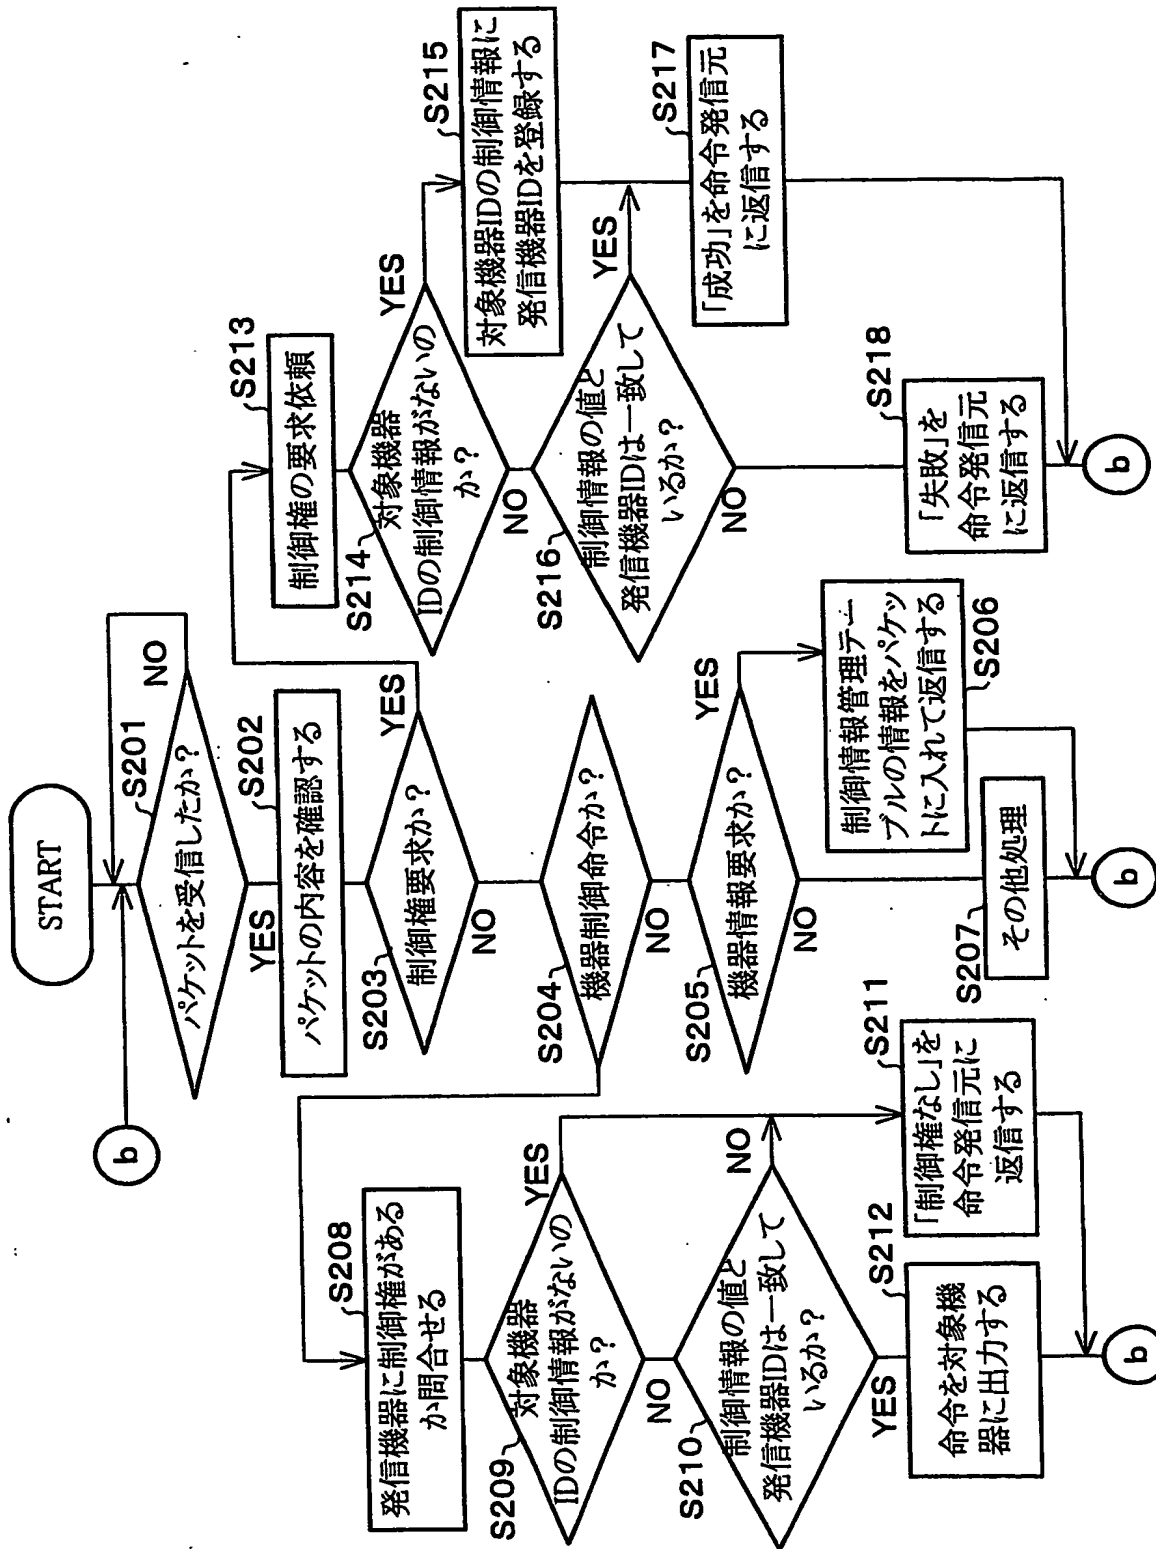 START
b
パケットを受信したか?
S201
NO
YES
パケットの内容を確認する
S202
制御権要求か?
S203
YES
NO
機器制御命令か?
S204
NO
機器情報要求か?
S205
YES
NO
制御情報管理テー
ブルの情報をパケッ
トに入れて返信する
S206
その他処理
S207
b
発信機器に制御権がある
か問合せる
S208
対象機器
IDの制御情報がないの
か?
S209
YES
NO
制御情報の値と
発信機器IDは一致して
いるか?
S210
NO
YES
「制御権なし」を
命令発信元に
返信する
S211
命令を対象機
器に出力する
S212
b
制御権の要求依頼
S213
対象機器
IDの制御情報がないの
か?
S214
YES
NO
対象機器IDの制御情報に
発信機器IDを登録する
S215
制御情報の値と
発信機器IDは一致して
いるか?
S216
YES
NO
「成功」を命令発信元
に返信する
S217
「失敗」を
命令発信元
に返信する
S218
b